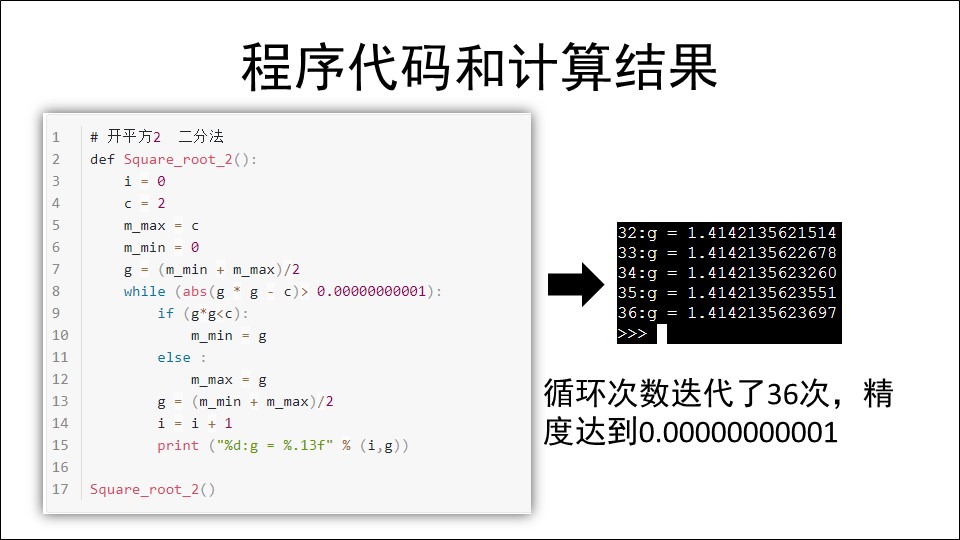 程序代码和计算结果
1 # 开平方2  二分法
2 def Square_root_2():
3     i = 0
4     c = 2
5     m_max = c
6     m_min = 0
7     g = (m_min + m_max)/2
8     while (abs(g * g - c)> 0.00000000001):
9         if (g*g<c):
10             m_min = g
11         else :
12             m_max = g
13         g = (m_min + m_max)/2
14         i = i + 1
15         print ("%d:g = %.13f" % (i,g))
16
17 Square_root_2()
32:g = 1.4142135621514
33:g = 1.4142135622678
34:g = 1.4142135623260
35:g = 1.4142135623551
36:g = 1.4142135623697
>>>
循环次数迭代了36次，精
度达到0.00000000001